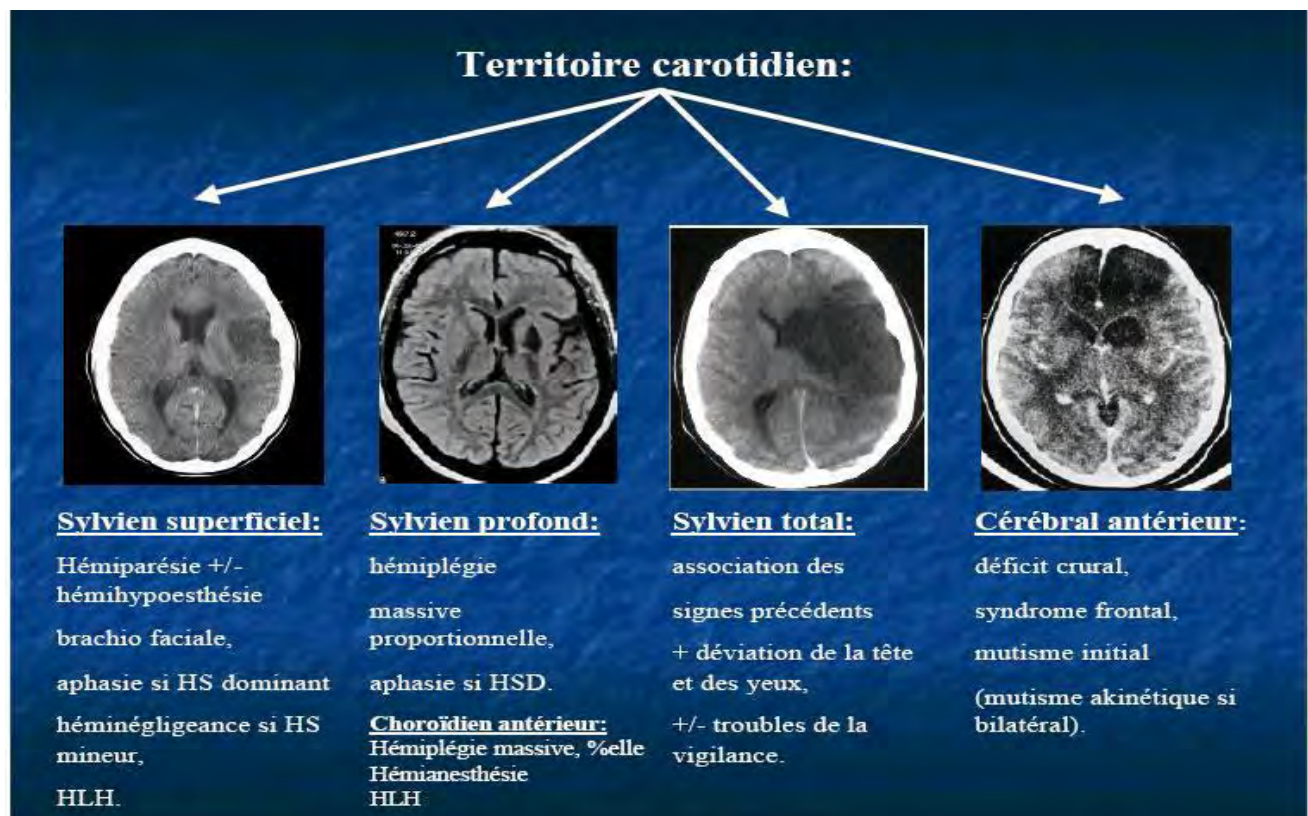 Territoire carotidien:
Sylvien superficiel:
Hémiparésie +/-
hémihypoesthésie
brachio faciale,
aphasie si HS dominant
héminégligeance si HS
mineur,
HLH.
Sylvien profond:
hémiplégie
massive
proportionnelle,
aphasie si HSD.
Choroïdien antérieur:
Hémiplégie massive, %elle
Hémianesthésie
HLH
Sylvien total:
association des
signes précédents
+ déviation de la tête
et des yeux,
+/- troubles de la
vigilance.
Cérébral antérieur:
déficit crural,
syndrome frontal,
mutisme initial
(mutisme akinétique si
bilatéral).